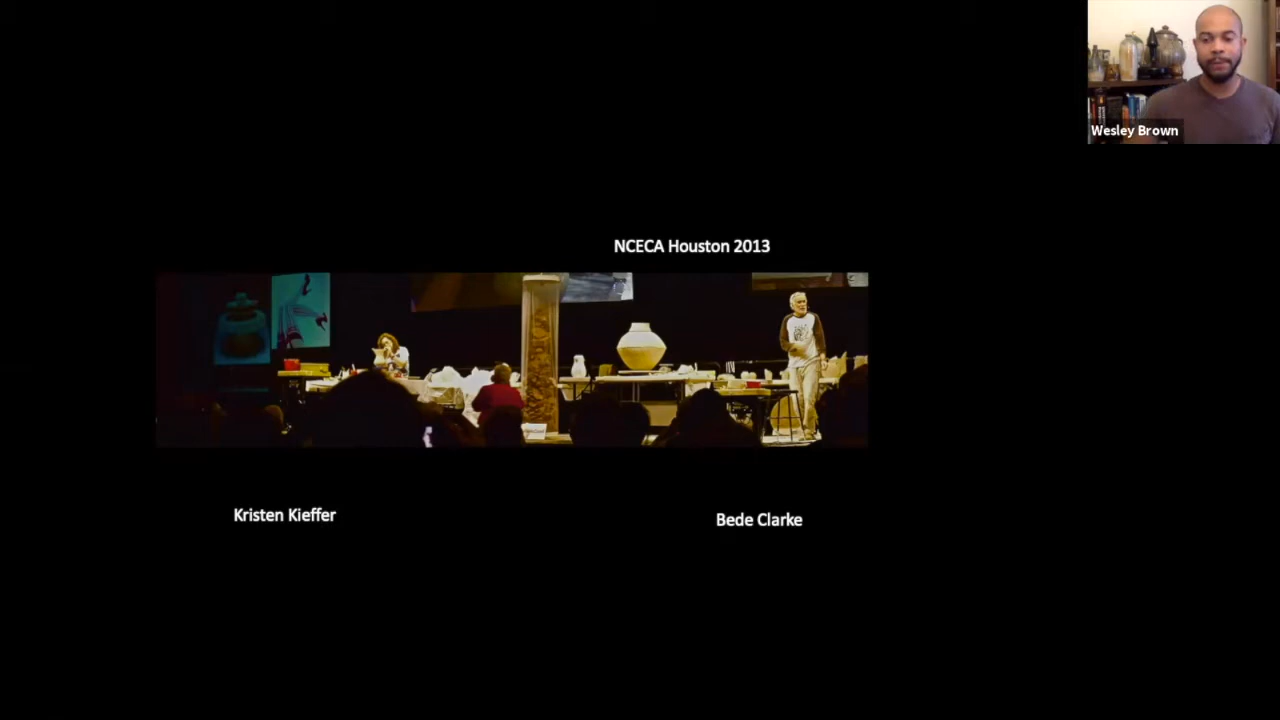 Wesley Brown
NCECA Houston 2013
Kristen Kieffer
Bede Clarke